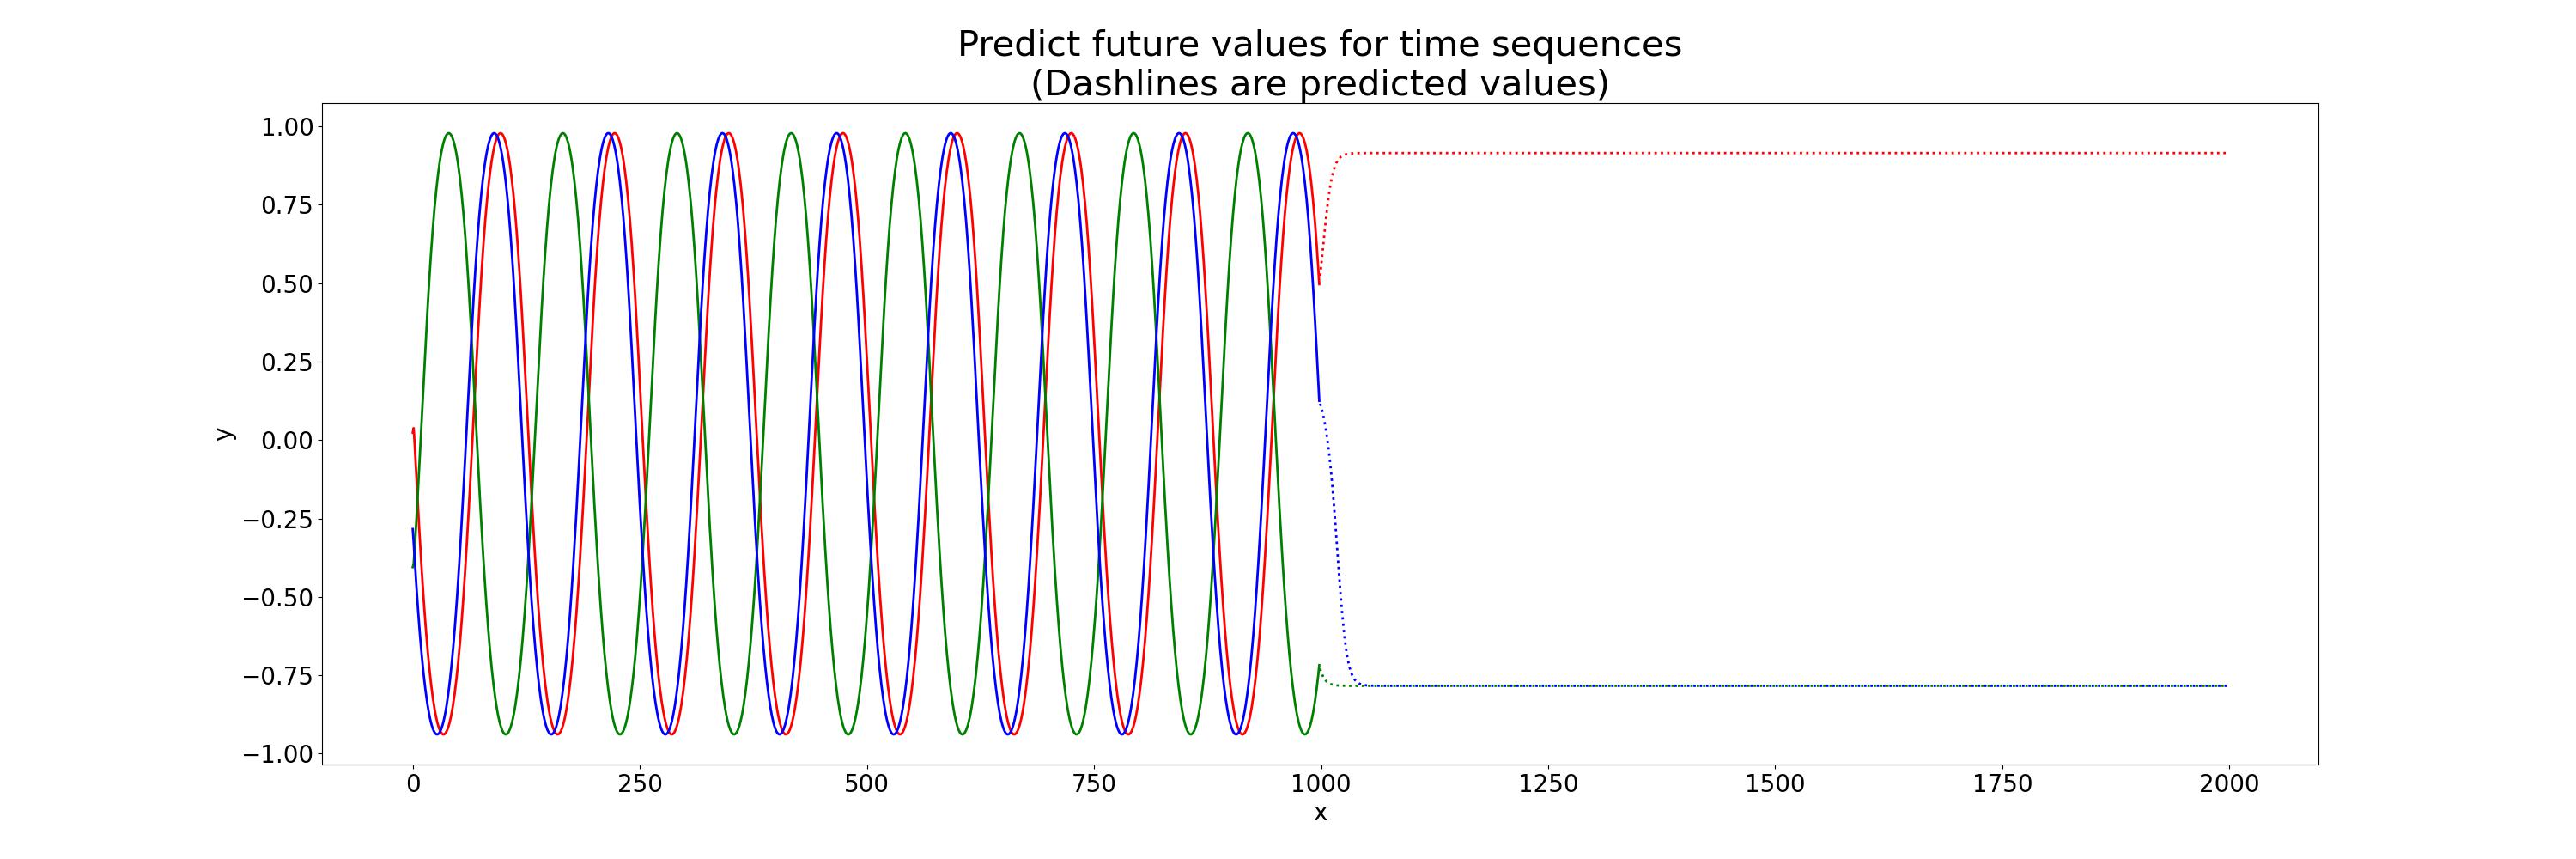 Predict future values for time sequences
(Dashlines are predicted values)
1.00
0.75
0.50
0.25
0.00
−0.25
−0.50
−0.75
−1.00
y
0 250 500 750 1000 1250 1500 1750 2000
x